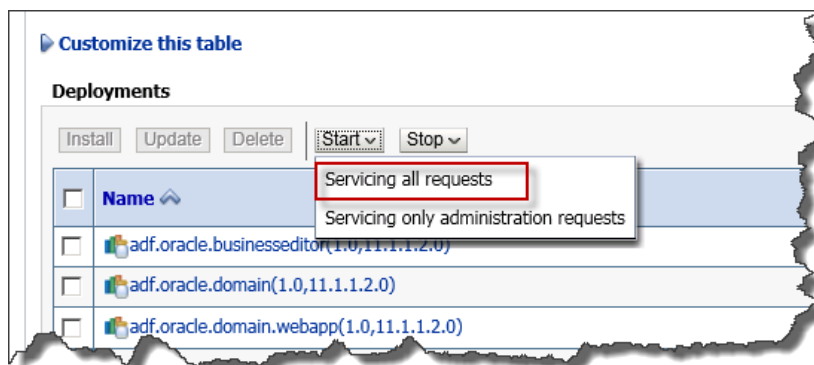 Customize this table
Deployments
Install Update Delete Start Stop
Servicing all requests
Name
Servicing only administration requests
adf.oracle.businesseditor(1.0,11.1.1.2.0)
adf.oracle.domain(1.0,11.1.1.2.0)
adf.oracle.domain.webapp(1.0,11.1.1.2.0)